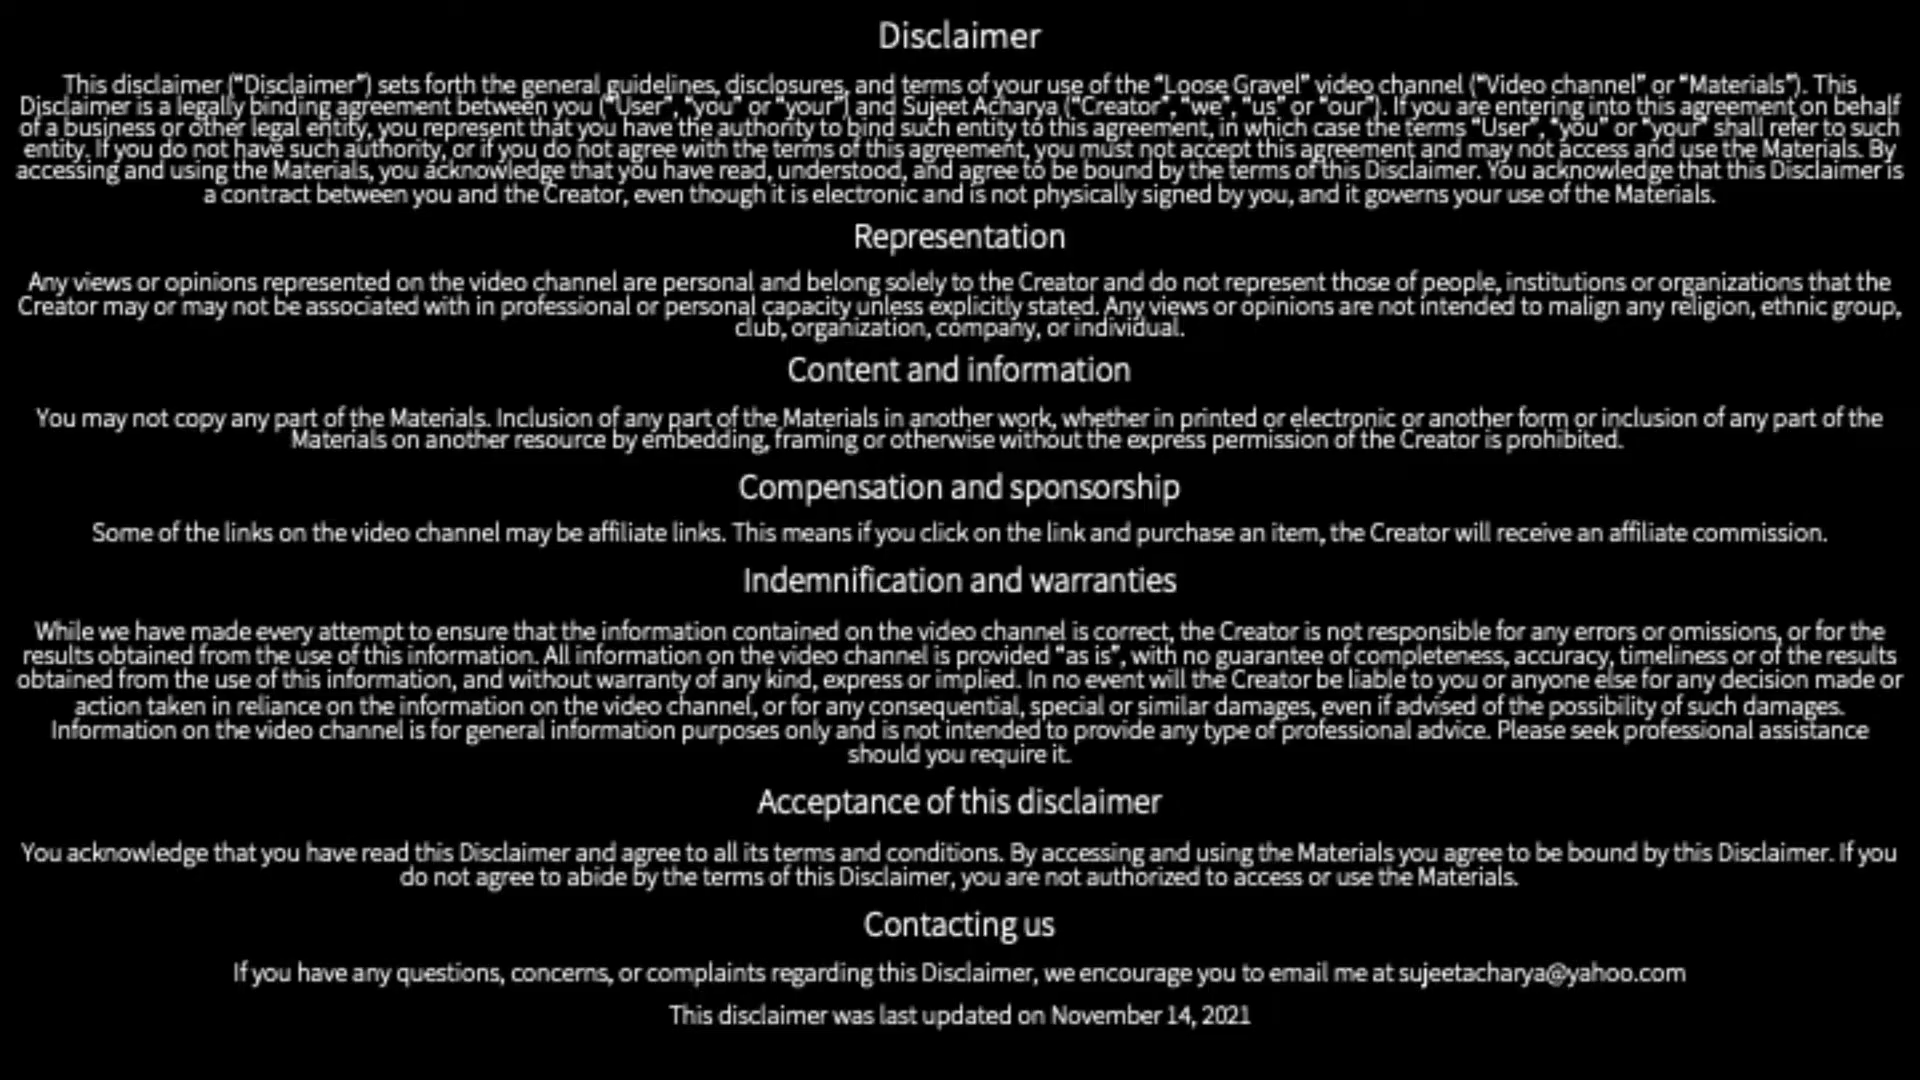 Disclaimer
This disclaimer (“Disclaimer”) sets forth the general guidelines, disclosures, and terms of your use of the “Loose Gravel” video channel (“Video channel” or “Materials”). This
Disclaimer is a legally binding agreement between you (“User”, “you” or “your”) and Sujeet Acharya (“Creator”, “we”, “us” or “our”). If you are entering into this agreement on behalf
of a business or other legal entity, you represent that you have the authority to bind such entity to this agreement, in which case the terms “User”, “you” or “your” shall refer to such
entity. If you do not have such authority, or if you do not agree with the terms of this agreement, you must not accept this agreement and may not access and use the Materials. By
accessing and using the Materials, you acknowledge that you have read, understood, and agree to be bound by the terms of this Disclaimer. You acknowledge that this Disclaimer is
a contract between you and the Creator, even though it is electronic and is not physically signed by you, and it governs your use of the Materials.
Representation
Any views or opinions represented on the video channel are personal and belong solely to the Creator and do not represent those of people, institutions or organizations that the
Creator may or may not be associated with in professional or personal capacity unless explicitly stated. Any views or opinions are not intended to malign any religion, ethnic group,
club, organization, company, or individual.
Content and information
You may not copy any part of the Materials. Inclusion of any part of the Materials in another work, whether in printed or electronic or another form or inclusion of any part of the
Materials on another resource by embedding, framing or otherwise without the express permission of the Creator is prohibited.
Compensation and sponsorship
Some of the links on the video channel may be affiliate links. This means if you click on the link and purchase an item, the Creator will receive an affiliate commission.
Indemnification and warranties
While we have made every attempt to ensure that the information contained on the video channel is correct, the Creator is not responsible for any errors or omissions, or for the
results obtained from the use of this information. All information on the video channel is provided “as is”, with no guarantee of completeness, accuracy, timeliness or of the results
obtained from the use of this information, and without warranty of any kind, express or implied. In no event will the Creator be liable to you or anyone else for any decision made or
action taken in reliance on the information on the video channel, or for any consequential, special or similar damages, even if advised of the possibility of such damages.
Information on the video channel is for general information purposes only and is not intended to provide any type of professional advice. Please seek professional assistance
should you require it.
Acceptance of this disclaimer
You acknowledge that you have read this Disclaimer and agree to all its terms and conditions. By accessing and using the Materials you agree to be bound by this Disclaimer. If you
do not agree to abide by the terms of this Disclaimer, you are not authorized to access or use the Materials.
Contacting us
If you have any questions, concerns, or complaints regarding this Disclaimer, we encourage you to email me at sujeetacharya@yahoo.com
This disclaimer was last updated on November 14, 2021